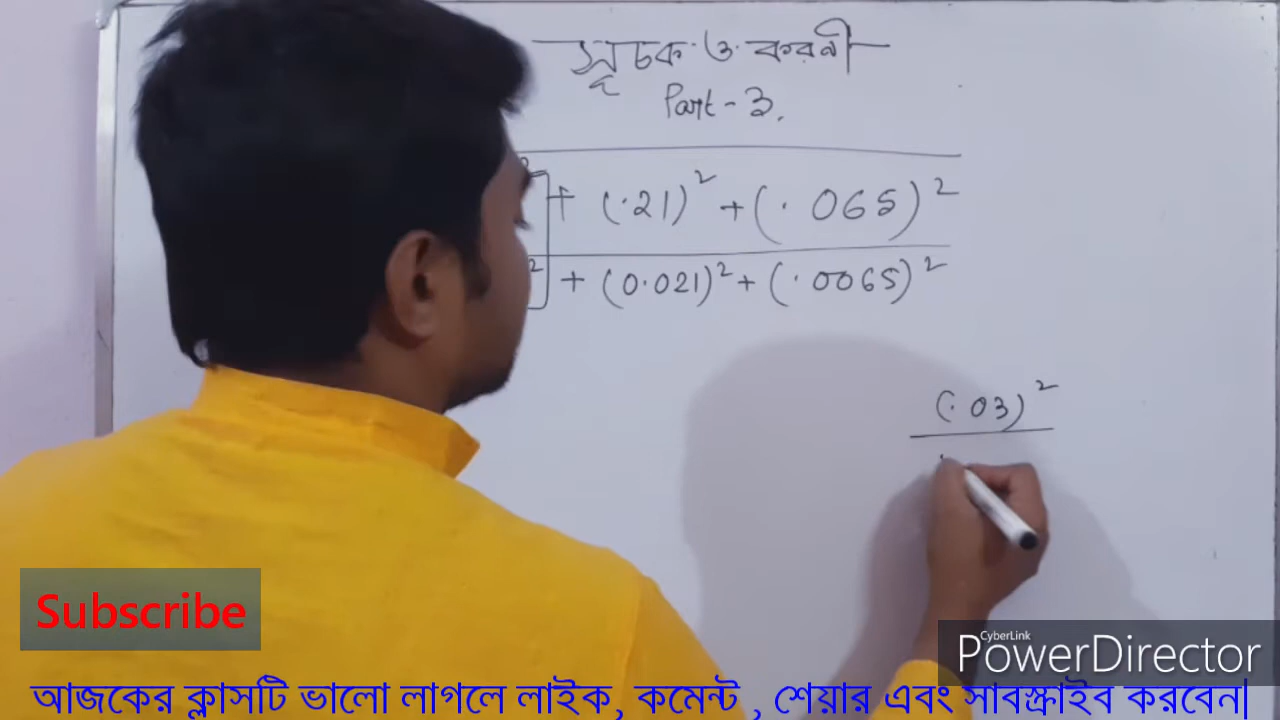 সূচক ও করনী
Part - 3.
+ (.21)² + (.065)²
+ (0.021)² + (.0065)²
(.03)²
Subscribe
CyberLink
PowerDirector
আজকের ক্লাসটি ভালো লাগলে লাইক, কমেন্ট , শেয়ার এবং সাবস্ক্রাইব করবেন|